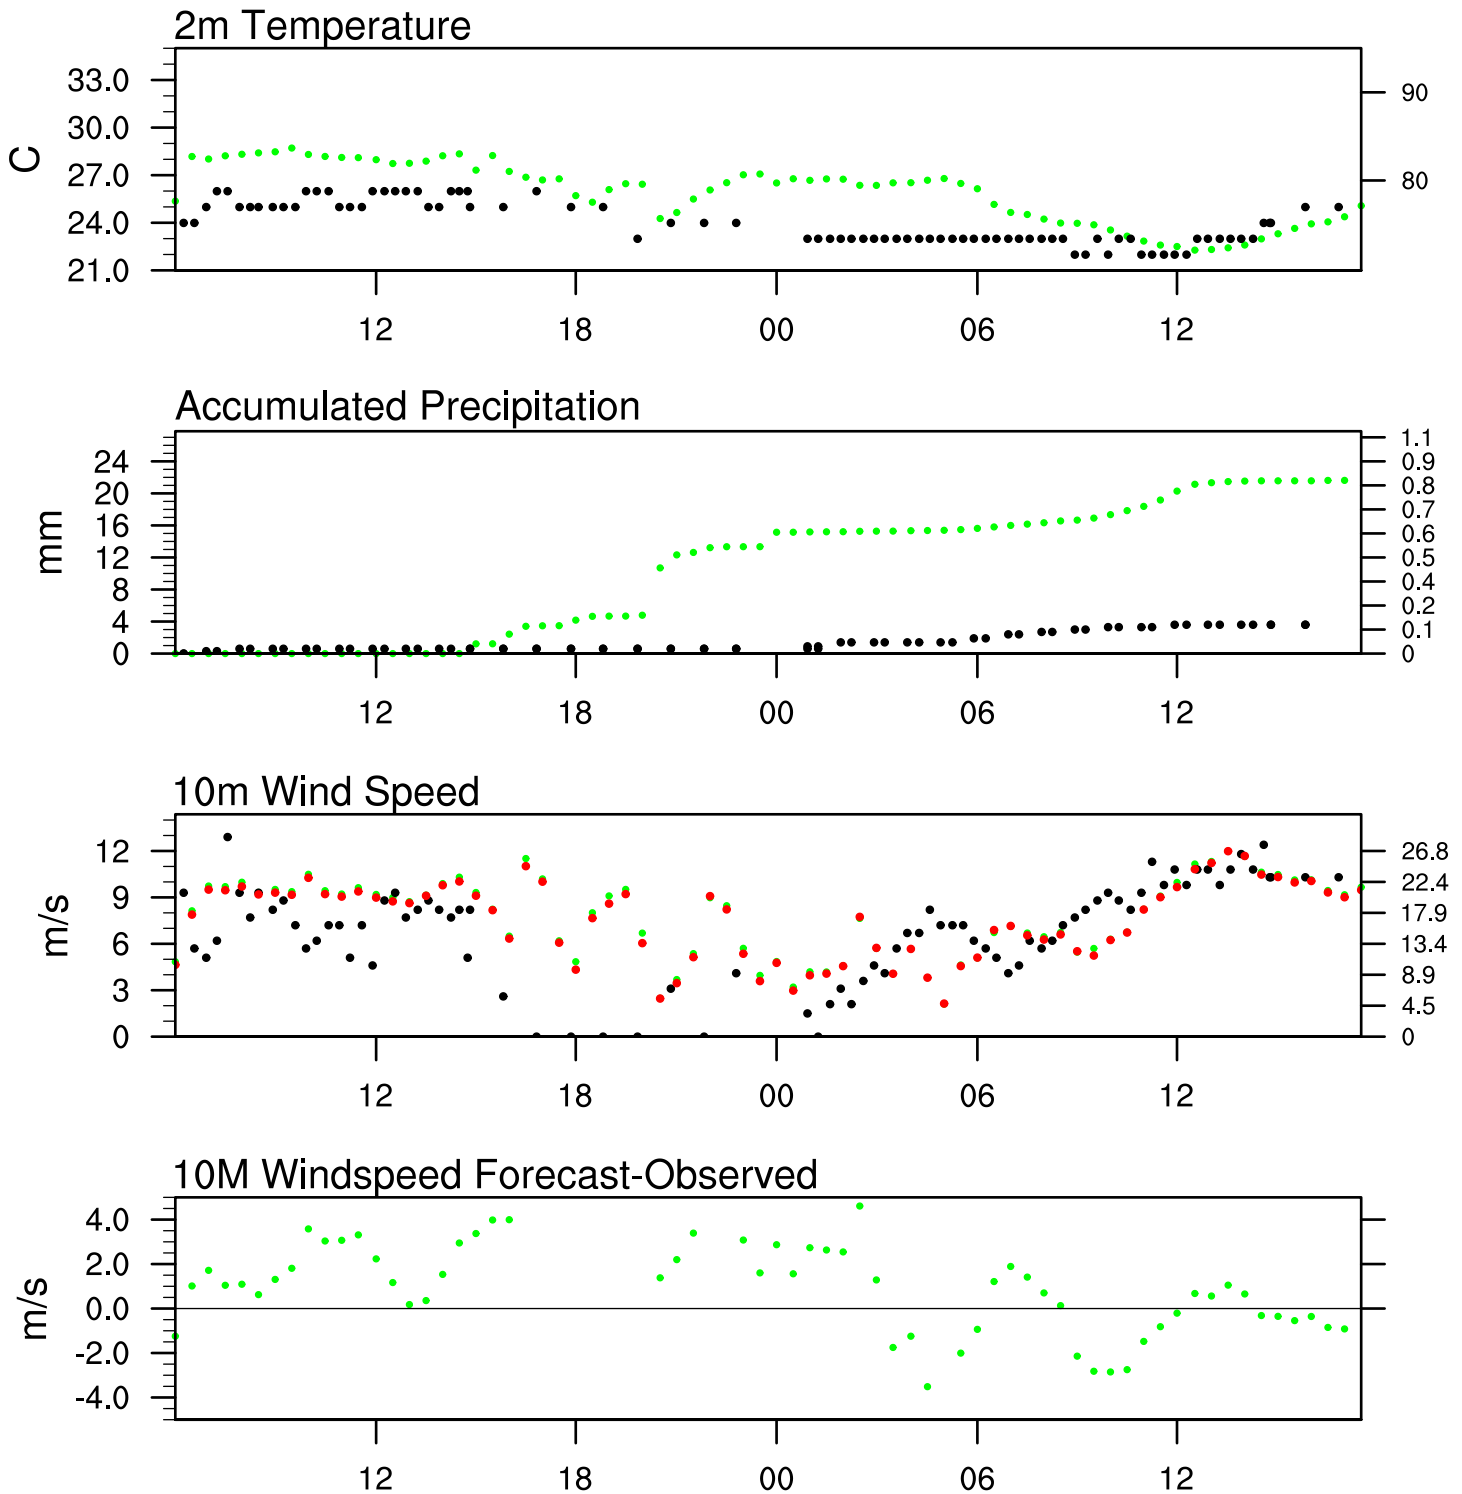 2m Temperature
33.0
90
30.0
C
27.0
80
24.0
21.0
12 18 00 06 12
Accumulated Precipitation
1.1
24 0.9
0.8
20
0.7
16 0.6
mm
12 0.5
0.4
8
0.2
4
0.1
0 0
12 18 00 06 12
10m Wind Speed
12 26.8
9 22.4
17.9
m/s
6 13.4
3 8.9
4.5
0 0
12 18 00 06 12
10M Windspeed Forecast-Observed
4.0
2.0
m/s
0.0
-2.0
-4.0
12 18 00 06 12